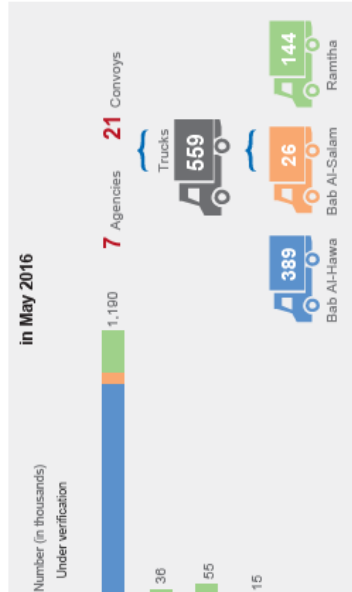 in May 2016
Number (in thousands)
Under verification
1.190
36
55
15
7 Agencies
21 Convoys
Trucks
559
389
Bab Al-Hawa
26
Bab Al-Salam
144
Ramtha